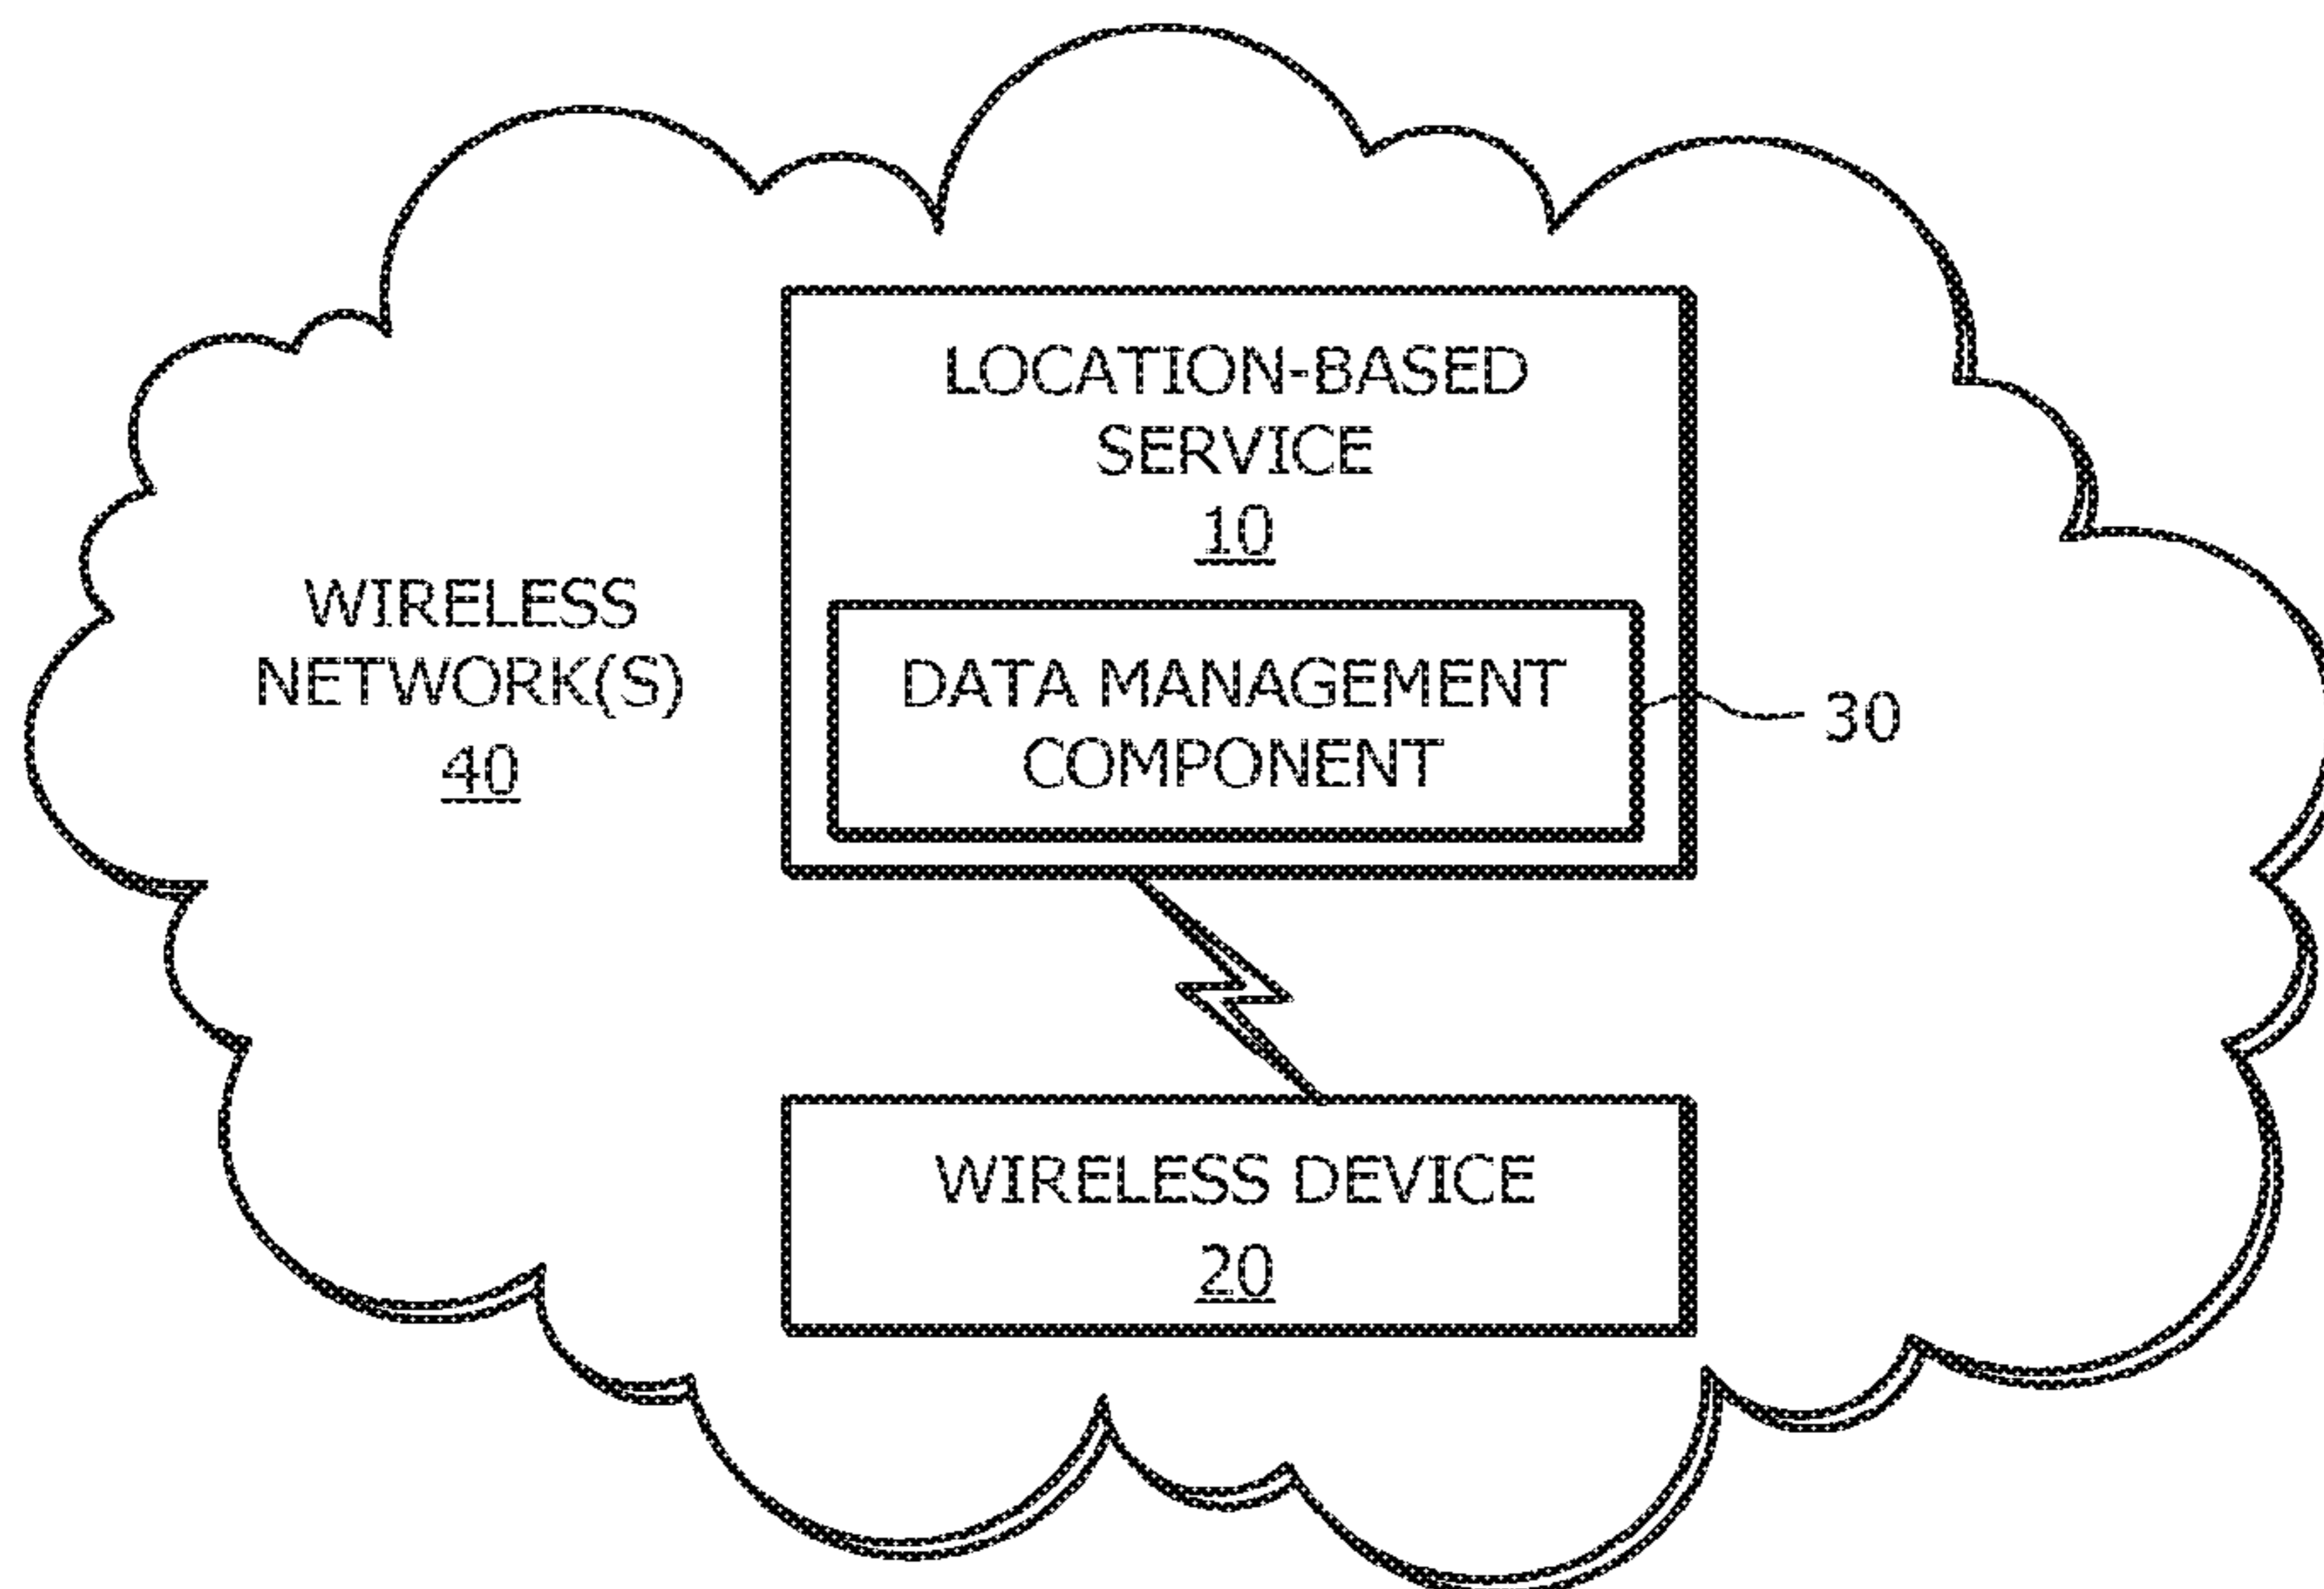 LOCATION-BASED
SERVICE
10
WIRELESS
NETWORK(S)
40
DATA MANAGEMENT
COMPONENT
30
WIRELESS DEVICE
20